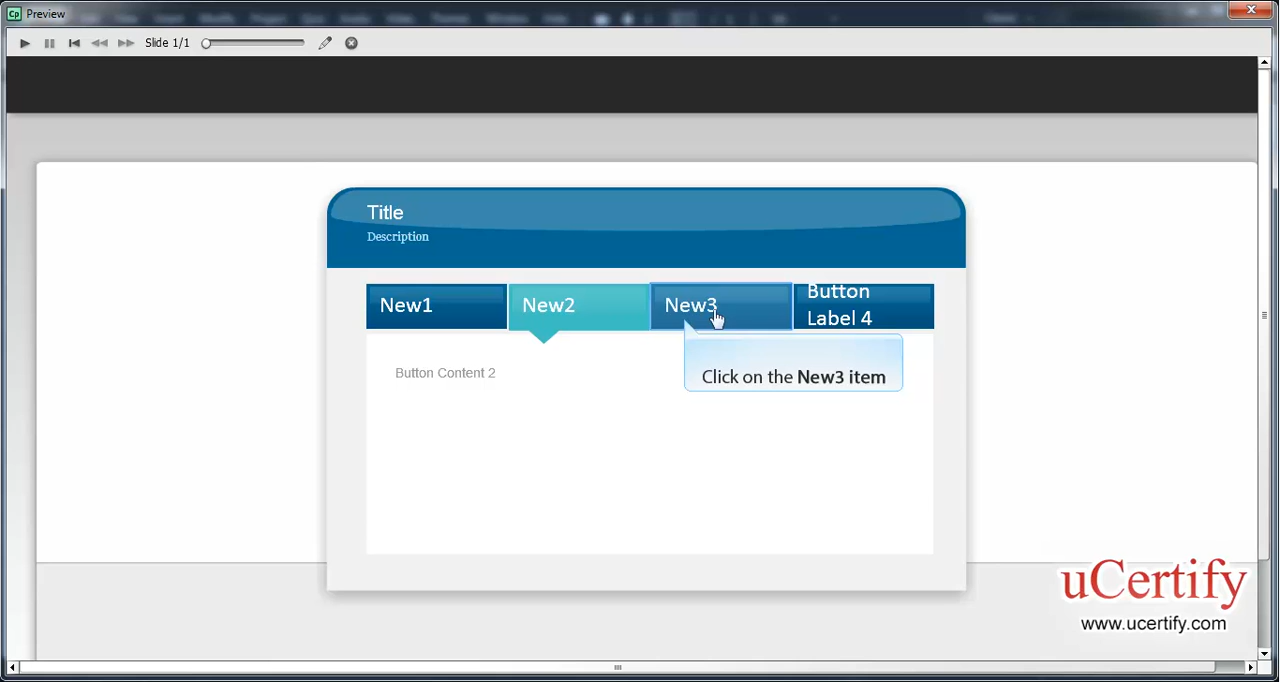 Cp Preview
Slide 1/1
Title
Description
New1
New2
New3
Button
Label 4
Button Content 2
Click on the New3 item
uCertify
www.ucertify.com